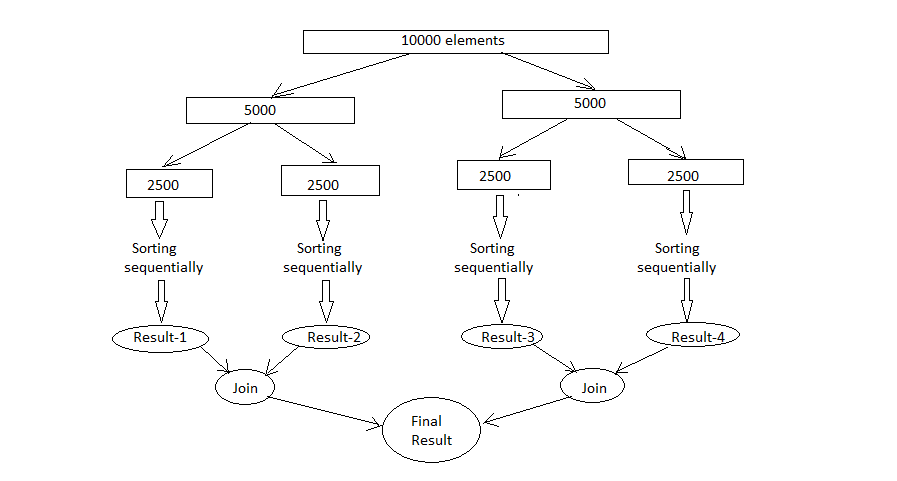 10000 elements
5000
5000
2500
2500
2500
2500
Sorting
sequentially
Sorting
sequentially
Sorting
sequentially
Sorting
sequentially
Result-1
Result-2
Result-3
Result-4
Join
Join
Final
Result